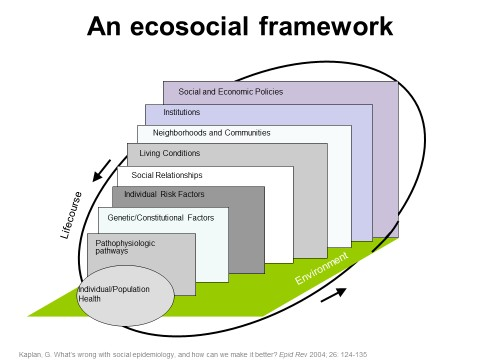 An ecosocial framework
Social and Economic Policies
Institutions
Neighborhoods and Communities
Living Conditions
Social Relationships
Individual Risk Factors
Genetic/Constitutional Factors
Pathophysiologic
pathways
Individual/Population
Health
Lifecourse
Environment
Kaplan, G. What's wrong with social epidemiology, and how can we make it better? Epid Rev 2004; 26: 124-135